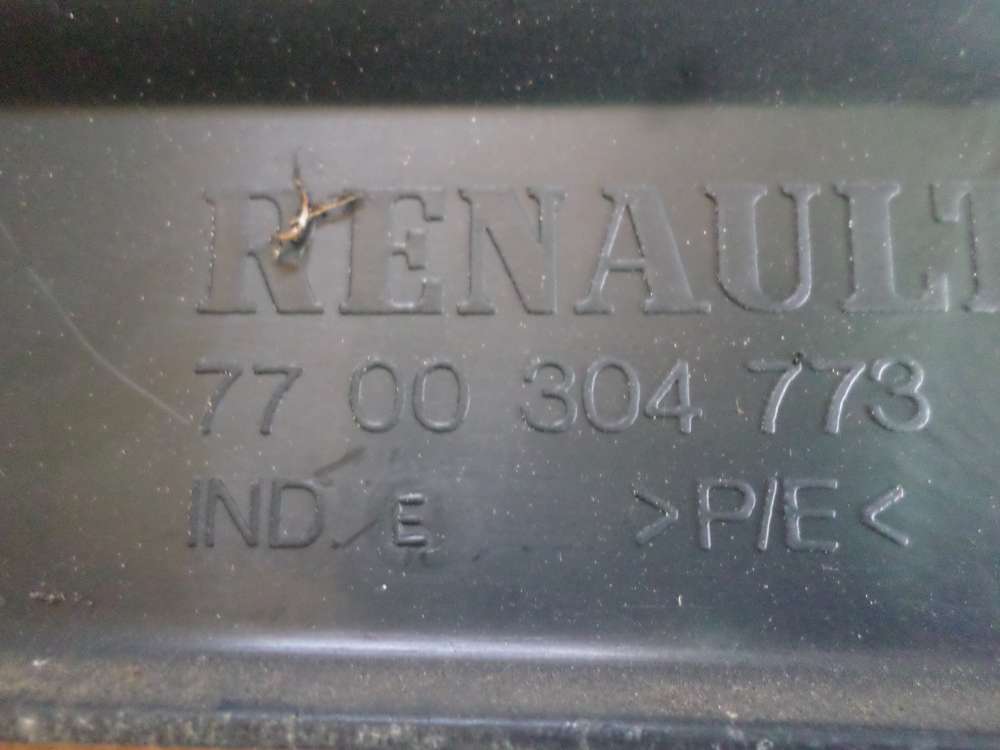 RENAULT
77 00 304 773
IND. E >P/E<